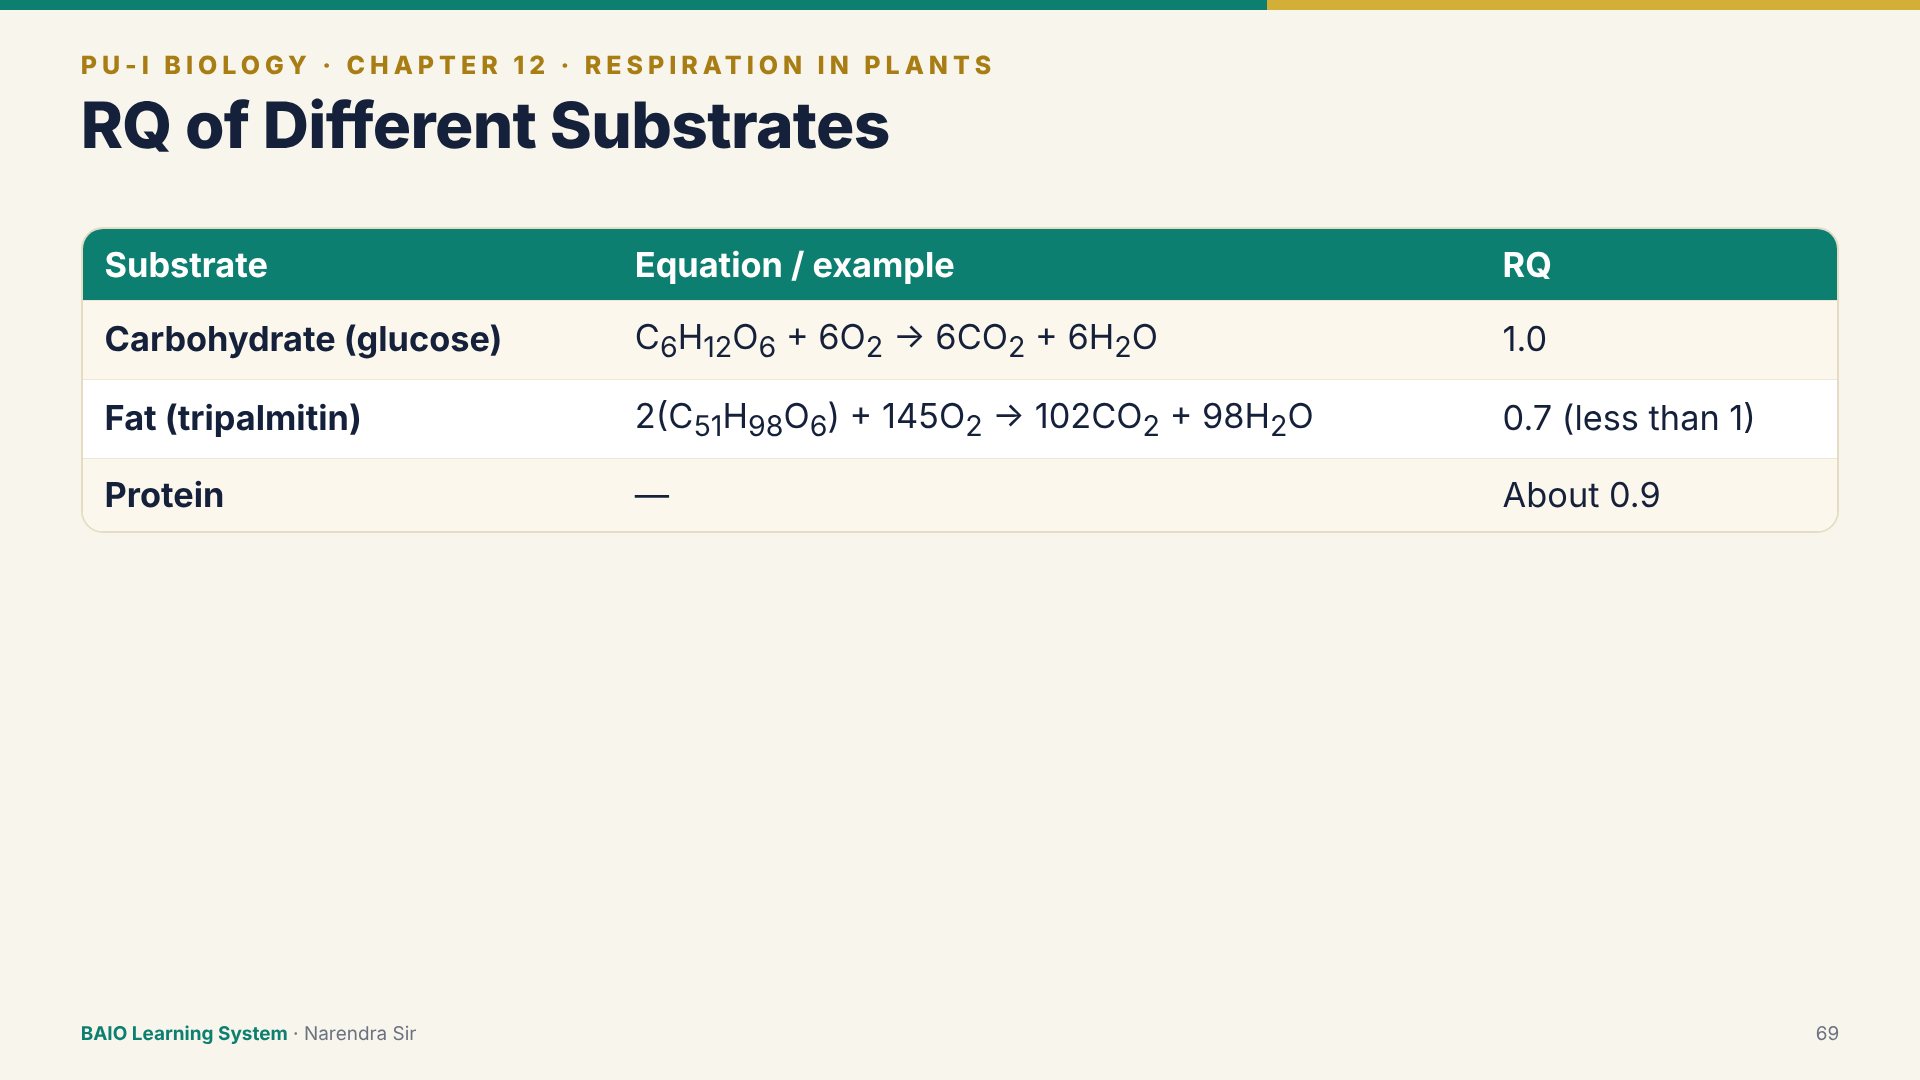 PU-I BIOLOGY · CHAPTER 12 · RESPIRATION IN PLANTS
RQ of Different Substrates
Substrate Equation / example RQ
Carbohydrate (glucose) C₆H₁₂O₆ + 6O₂ → 6CO₂ + 6H₂O 1.0
Fat (tripalmitin) 2(C₅₁H₉₈O₆) + 145O₂ → 102CO₂ + 98H₂O 0.7 (less than 1)
Protein — About 0.9
BAIO Learning System · Narendra Sir 69